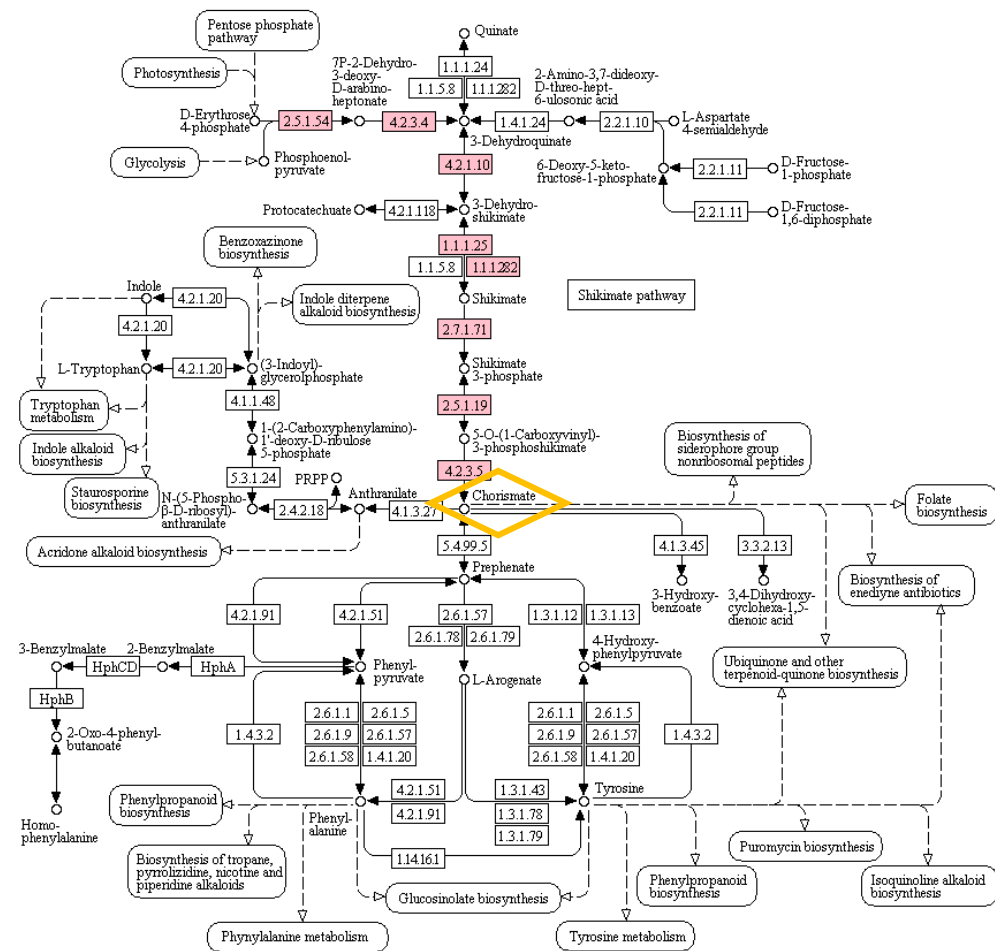 Pentose phosphate
pathway
Photosynthesis
D-Erythrose
4-phosphate
Glycolysis
Phosphoenol-
pyruvate
2.5.1.54
7P-2-Dehydro-
3-deoxy-
D-arabino-
heptonate
4.2.3.4
Quinate
1.1.1.24
1.1.5.8
1.1.1.282
3-Dehydroquinate
2-Amino-3,7-dideoxy-
D-threo-hept-
6-ulosonic acid
1.4.1.24
2.2.1.10
L-Aspartate
4-semialdehyde
6-Deoxy-5-keto-
fructose-1-phosphate
2.2.1.11
D-Fructose-
1-phosphate
2.2.1.11
D-Fructose-
1,6-diphosphate
4.2.1.10
Protocatechuate
4.2.1.118
3-Dehydro-
shikimate
1.1.1.25
1.1.5.8
1.1.1.282
Shikimate
Shikimate pathway
2.7.1.71
Shikimate
3-phosphate
2.5.1.19
5-O-(1-Carboxyvinyl)-
3-phosphoshikimate
4.2.3.5
Chorismate
Benzoxazinone
biosynthesis
Indole diterpene
alkaloid biosynthesis
Indole
4.2.1.20
4.2.1.20
L-Tryptophan
4.2.1.20
(3-Indoyl)-
glycerolphosphate
Tryptophan
metabolism
Indole alkaloid
biosynthesis
Staurosporine
biosynthesis
4.1.1.48
1-(2-Carboxyphenylamino)-
1'-deoxy-D-ribulose
5-phosphate
5.3.1.24
N-(5-Phospho-
β-D-ribosyl)-
anthranilate
PRPP
2.4.2.18
Anthranilate
4.1.3.27
Acridone alkaloid biosynthesis
Biosynthesis of
siderophore group
nonribosomal peptides
Folate
biosynthesis
4.1.3.45
3.3.2.13
3-Hydroxy-
benzoate
3,4-Dihydroxy-
cyclohexa-1,5-
dienoic acid
Biosynthesis of
enediyne antibiotics
Ubiquinone and other
terpenoid-quinone biosynthesis
5.4.99.5
Prephenate
4.2.1.91
4.2.1.51
2.6.1.57
2.6.1.78
2.6.1.79
1.3.1.12
1.3.1.13
4-Hydroxy-
phenylpyruvate
3-Benzylmalate
2-Benzylmalate
HphCD
HphA
HphB
Phenyl-
pyruvate
L-Arogenate
2-Oxo-4-phenyl-
butanoate
Homo-
phenylalanine
1.4.3.2
2.6.1.1
2.6.1.5
2.6.1.9
2.6.1.57
2.6.1.58
1.4.1.20
2.6.1.1
2.6.1.5
2.6.1.9
2.6.1.57
2.6.1.58
1.4.1.20
1.4.3.2
4.2.1.51
4.2.1.91
1.3.1.43
1.3.1.78
1.3.1.79
Tyrosine
Phenyl-
alanine
1.14.16.1
Phenylpropanoid
biosynthesis
Biosynthesis of tropane,
pyrrolizidine, nicotine and
piperidine alkaloids
Glucosinolate biosynthesis
Phynylalanine metabolism
Tyrosine metabolism
Phenylpropanoid
biosynthesis
Puromycin biosynthesis
Isoquinoline alkaloid
biosynthesis